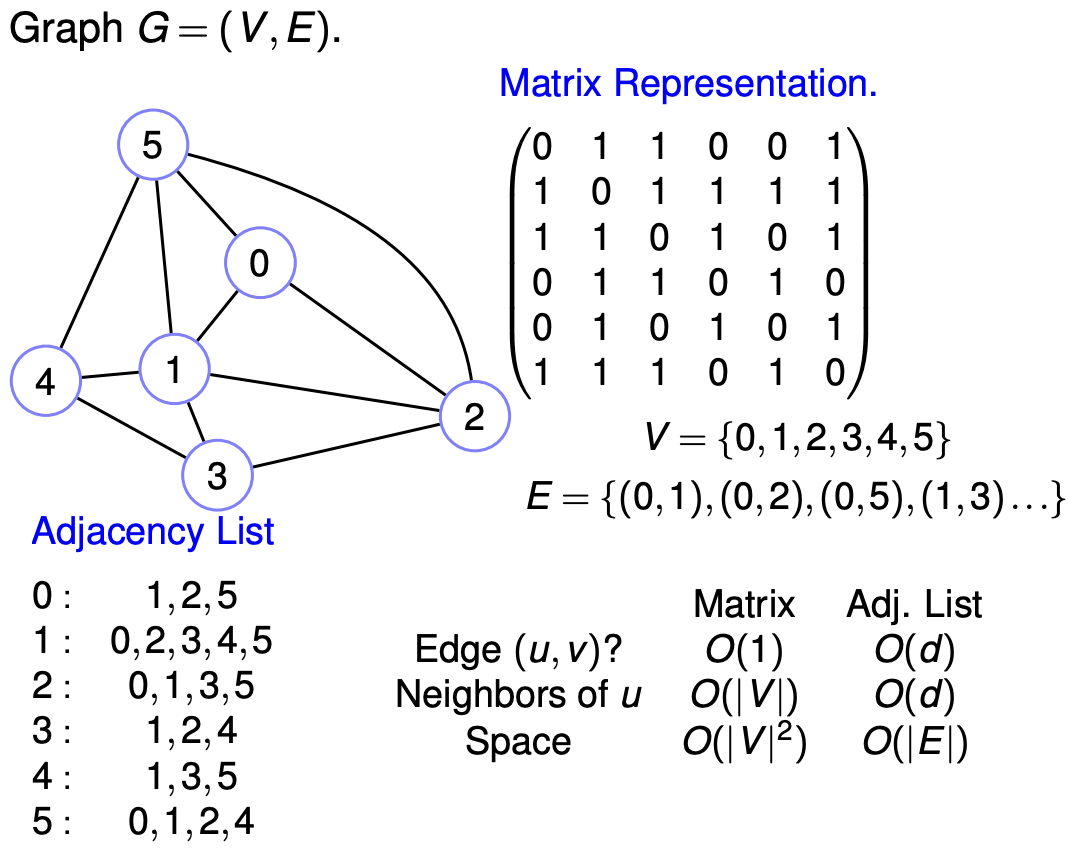 Graph G = (V, E).
Matrix Representation.
5
0
1
4
2
3
0 1 1 0 0 1
1 0 1 1 1 1
1 1 0 1 0 1
0 1 1 0 1 0
0 1 0 1 0 1
1 1 1 0 1 0
V = {0, 1, 2, 3, 4, 5}
E = {(0, 1), (0, 2), (0, 5), (1, 3) ...}
Adjacency List
0 : 1, 2, 5
1 : 0, 2, 3, 4, 5
2 : 0, 1, 3, 5
3 : 1, 2, 4
4 : 1, 3, 5
5 : 0, 1, 2, 4
Matrix Adj. List
Edge (u, v)? O(1) O(d)
Neighbors of u O(|V|) O(d)
Space O(|V|²) O(|E|)